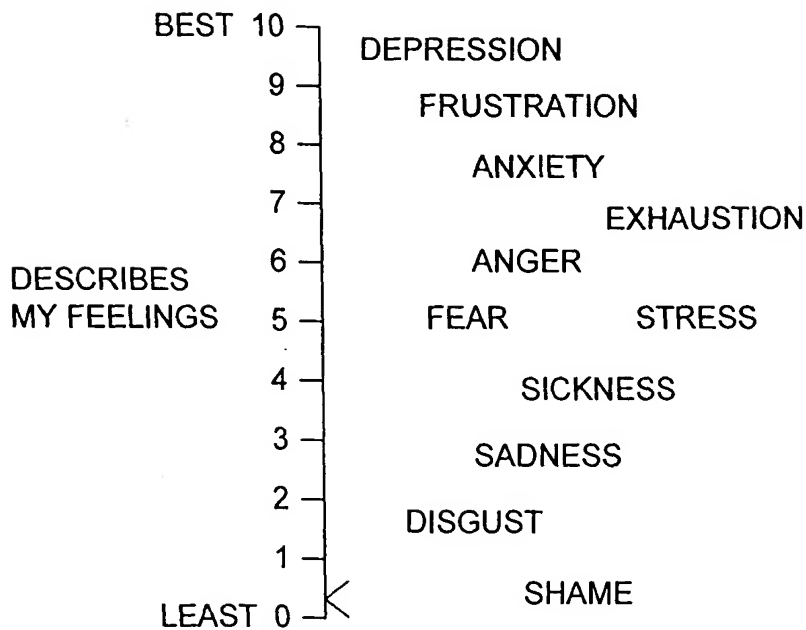 BEST 10
DEPRESSION
9
FRUSTRATION
8
ANXIETY
7
EXHAUSTION
6
ANGER
DESCRIBES
MY FEELINGS
5
FEAR
STRESS
4
SICKNESS
3
SADNESS
2
DISGUST
1
SHAME
LEAST 0